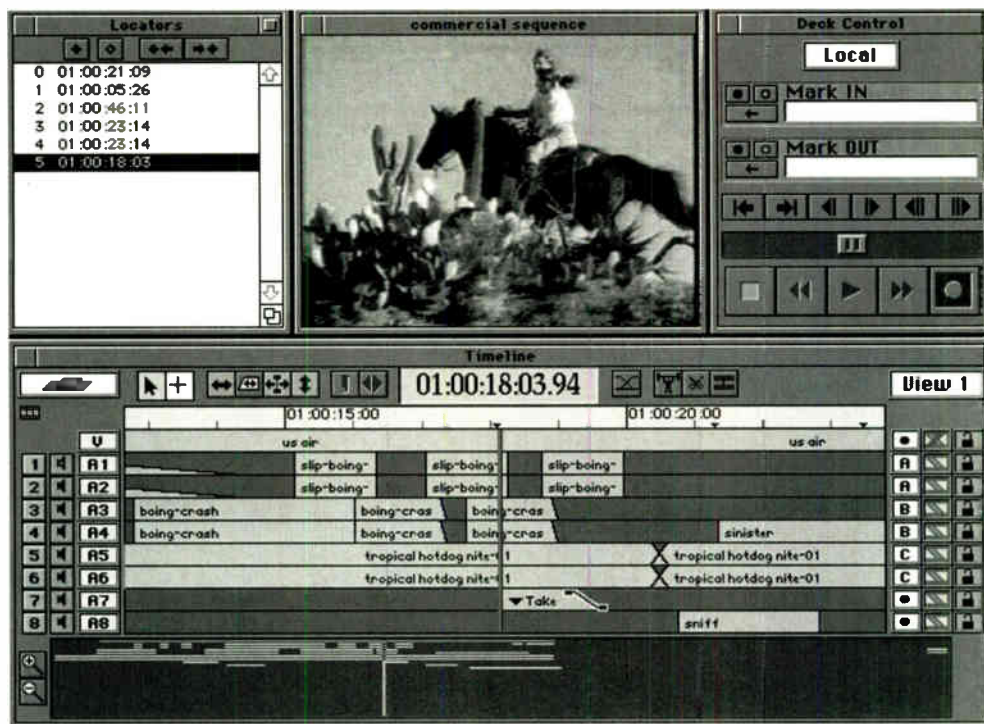 Locators
0 01:00:21:09
1 01:00:05:26
2 01:00:46:11
3 01:00:23:14
4 01:00:23:14
5 01:00:18:03
commercial sequence
Deck Control
Local
Mark IN
Mark OUT
Timeline
01:00:18:03.94
View 1
01:00:15:00 01:00:20:00
V us air us air
1 A1 slip-boing- slip-boing- slip-boing- A
2 A2 slip-boing- slip-boing- slip-boing- A
3 A3 boing-crash boing-cras boing-cras B
4 A4 boing-crash boing-cras boing-cras sinister B
5 A5 tropical hotdog nite-01 tropical hotdog nite-01 C
6 A6 tropical hotdog nite-01 tropical hotdog nite-01 C
7 A7 Take
8 A8 sniff